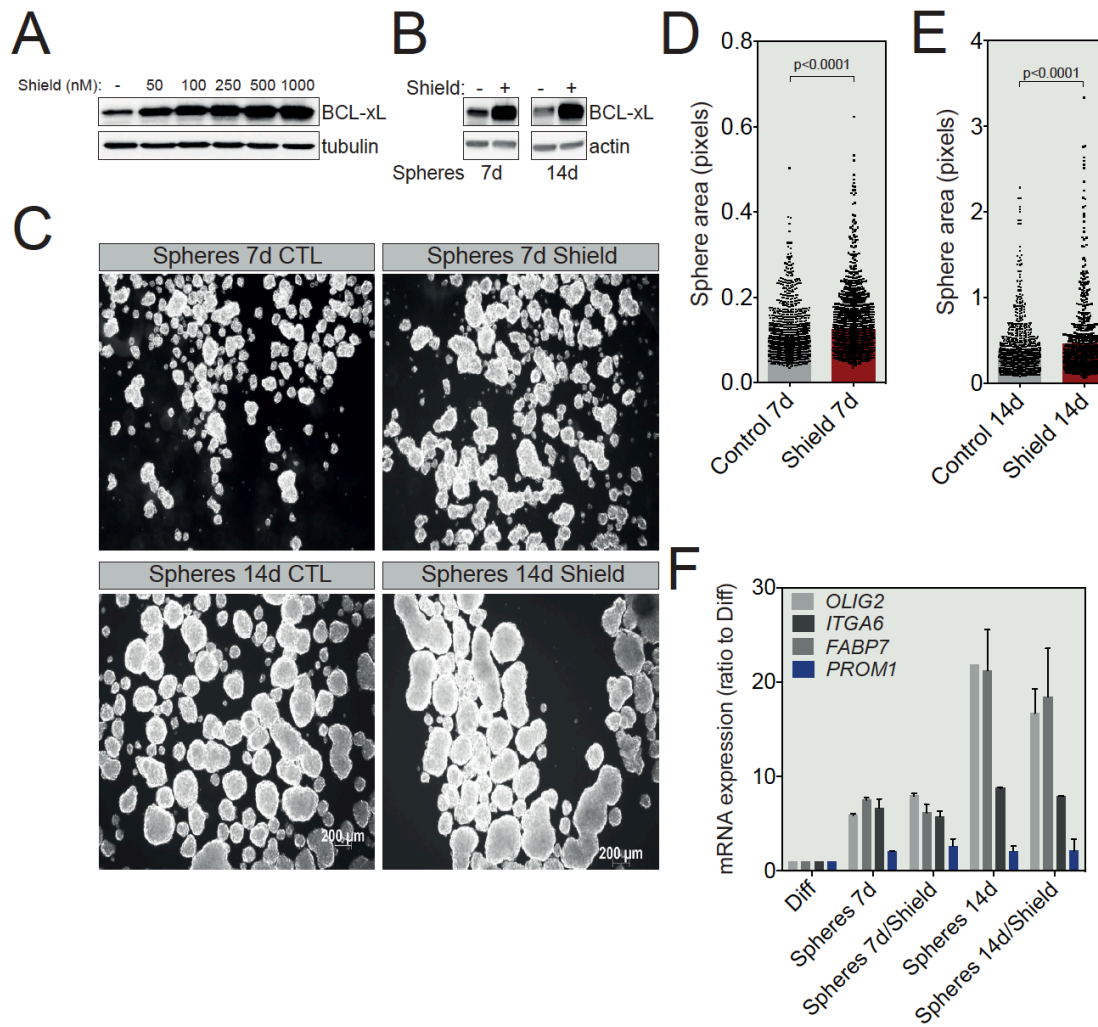 A
Shield (nM): - 50 100 250 500 1000
BCL-xL
tubulin
B
Shield: - + - +
BCL-xL
actin
Spheres 7d 14d
C
Spheres 7d CTL
Spheres 7d Shield
Spheres 14d CTL
Spheres 14d Shield
200 µm
200 µm
D
Sphere area (pixels)
0.8
0.6
0.4
0.2
0.0
p<0.0001
Control 7d
Shield 7d
E
Sphere area (pixels)
4
3
2
1
0
p<0.0001
Control 14d
Shield 14d
F
mRNA expression (ratio to Diff)
30
20
10
0
OLIG2
ITGA6
FABP7
PROM1
Diff
Spheres 7d
Spheres 7d/Shield
Spheres 14d
Spheres 14d/Shield